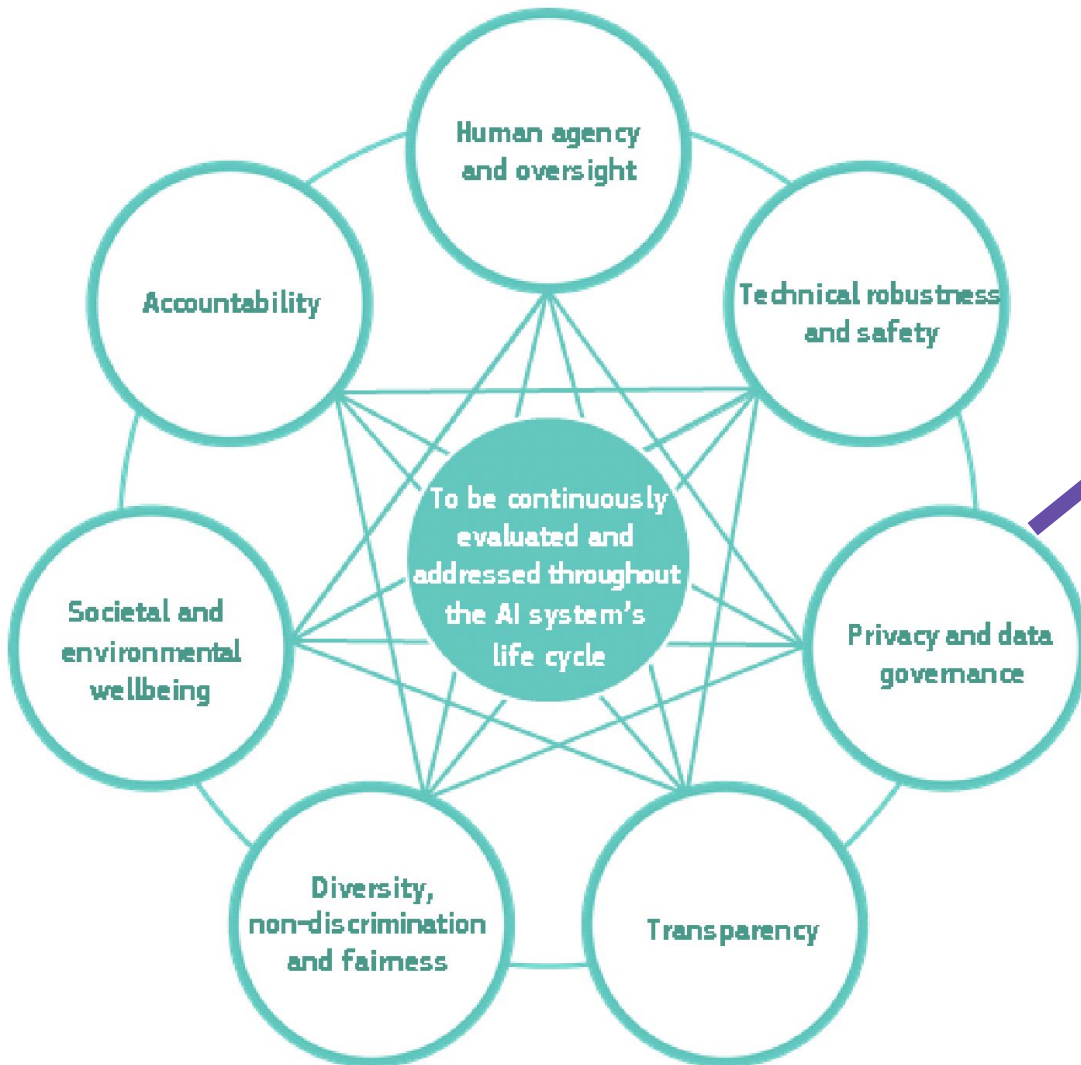 Human agency
and oversight
Technical robustness
and safety
Privacy and data
governance
Transparency
Diversity,
non-discrimination
and fairness
Societal and
environmental
wellbeing
Accountability
To be continuously
evaluated and
addressed throughout
the AI system's
life cycle